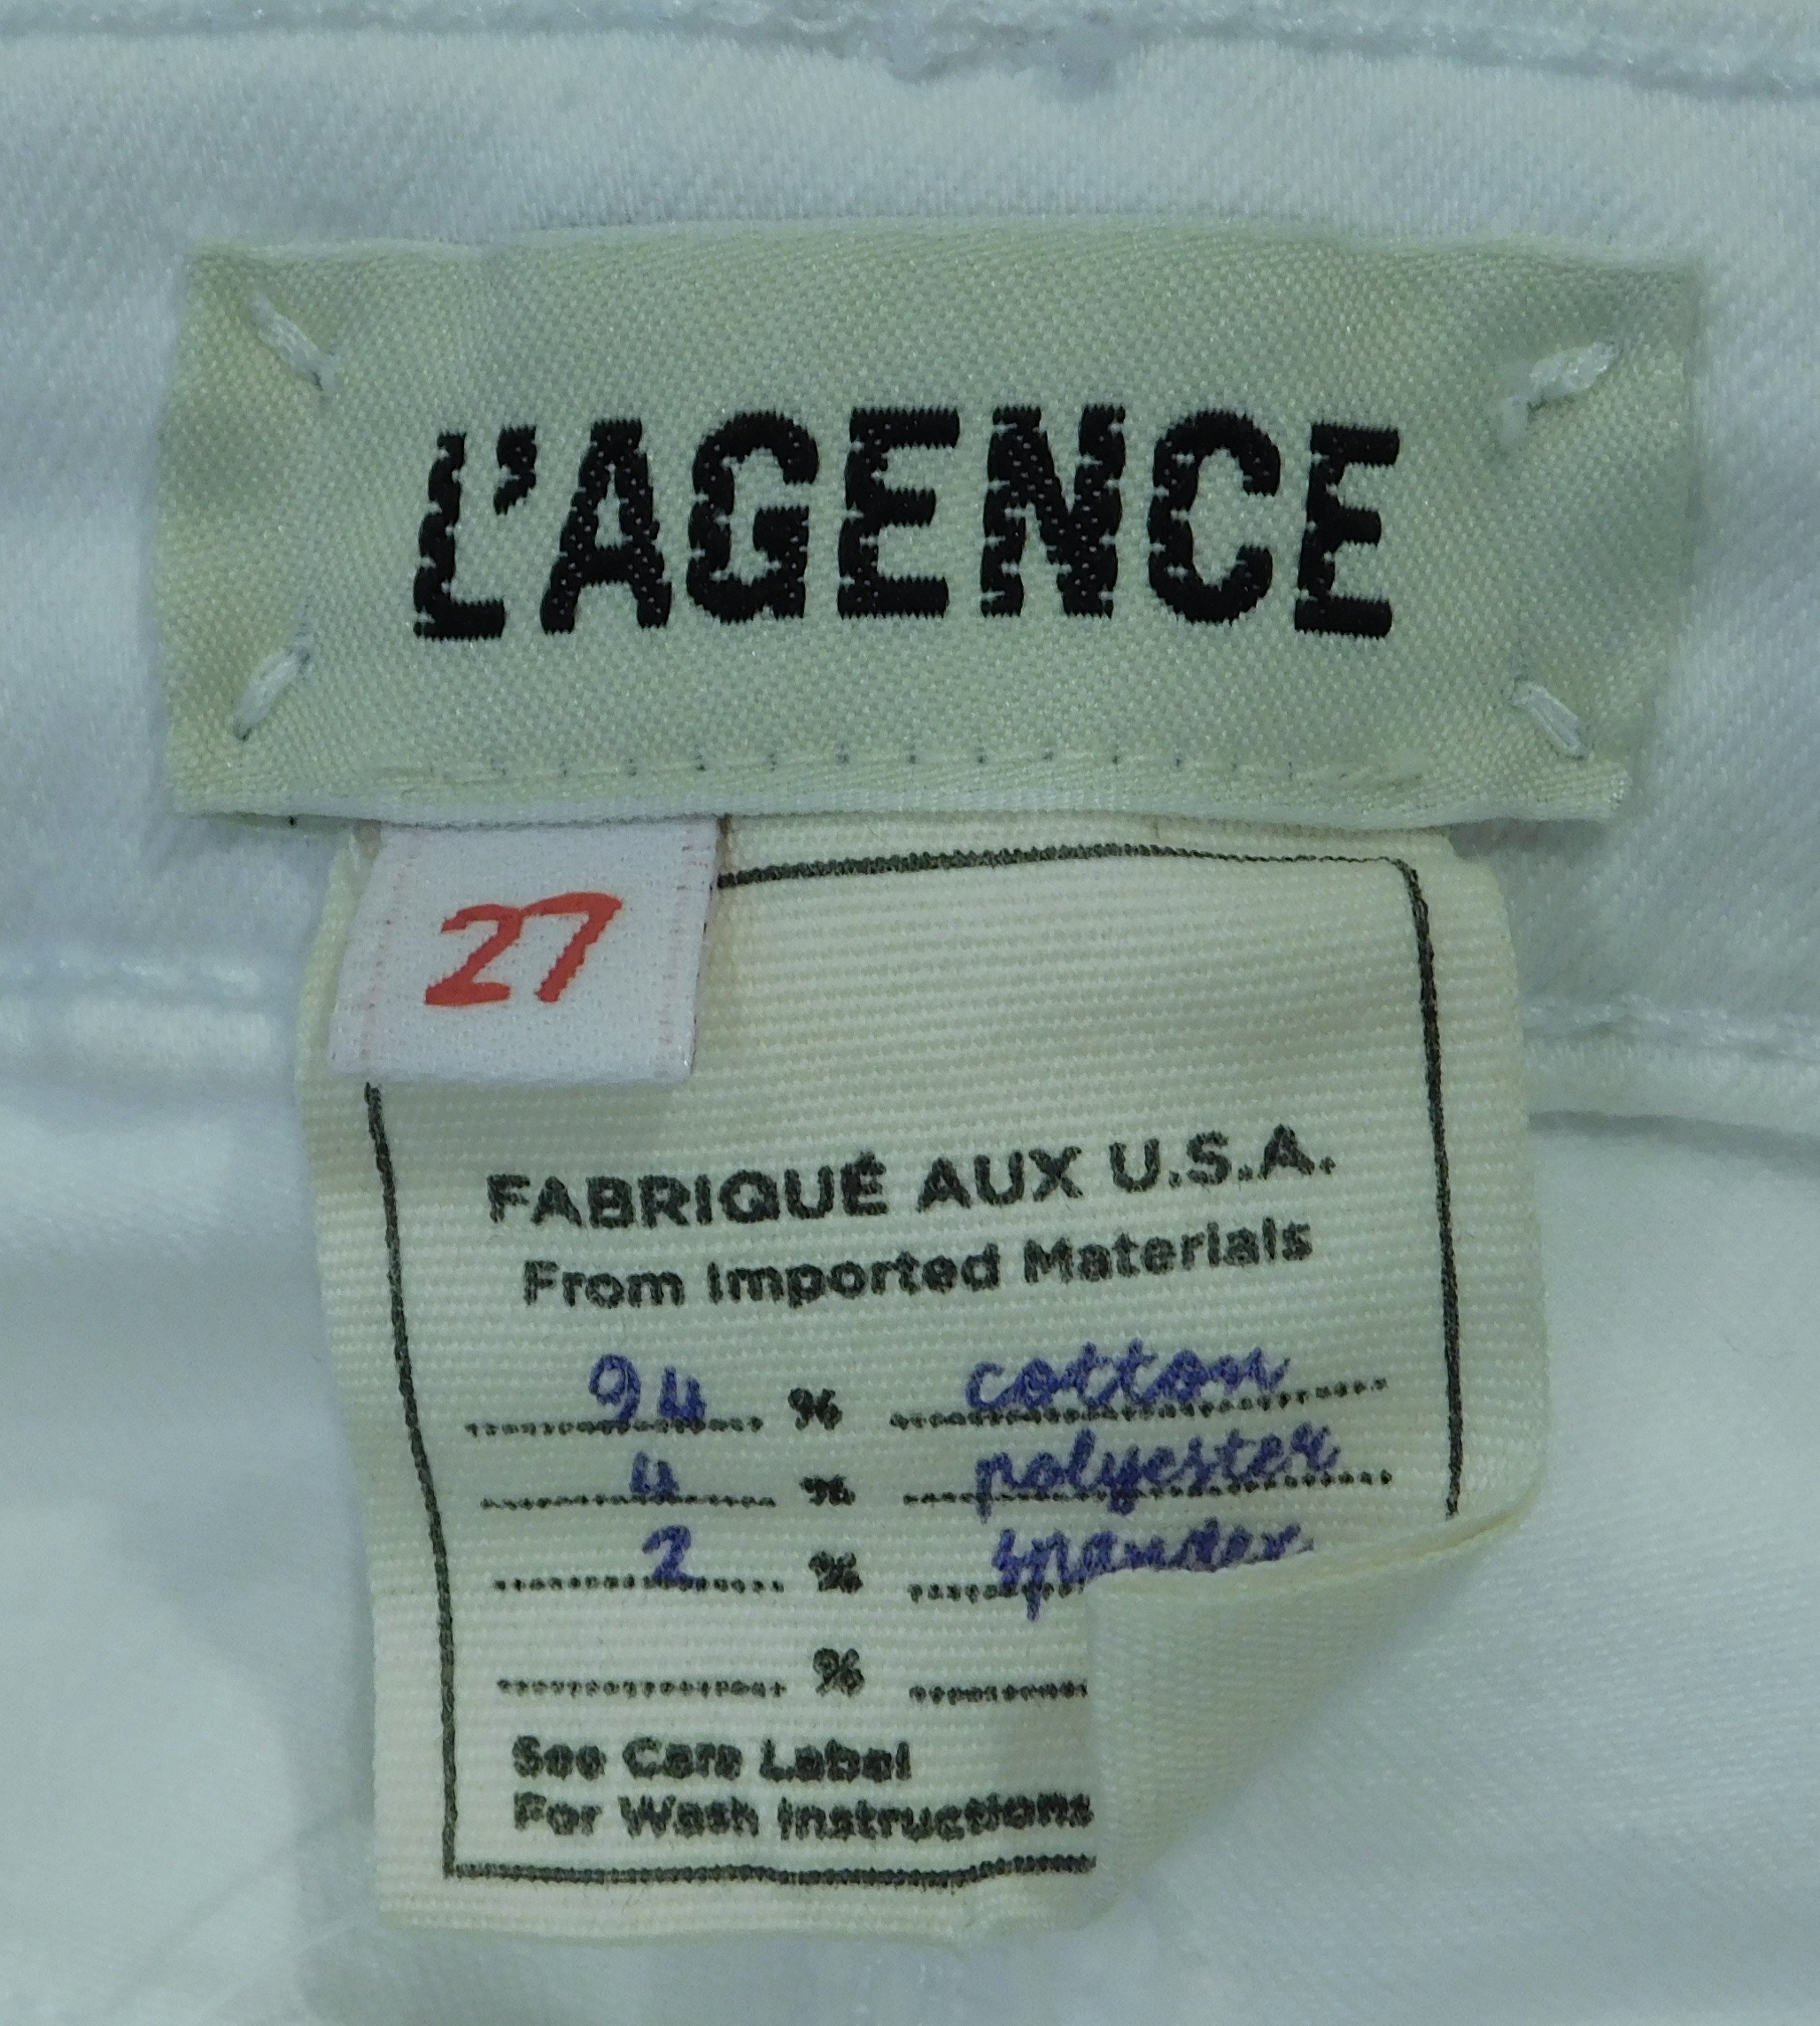 L'AGENCE
27
FABRIQUÉ AUX U.S.A.
From Imported Materials
94 % cotton
4 % polyester
2 % spandex
%
See Care Label
For Wash Instructions